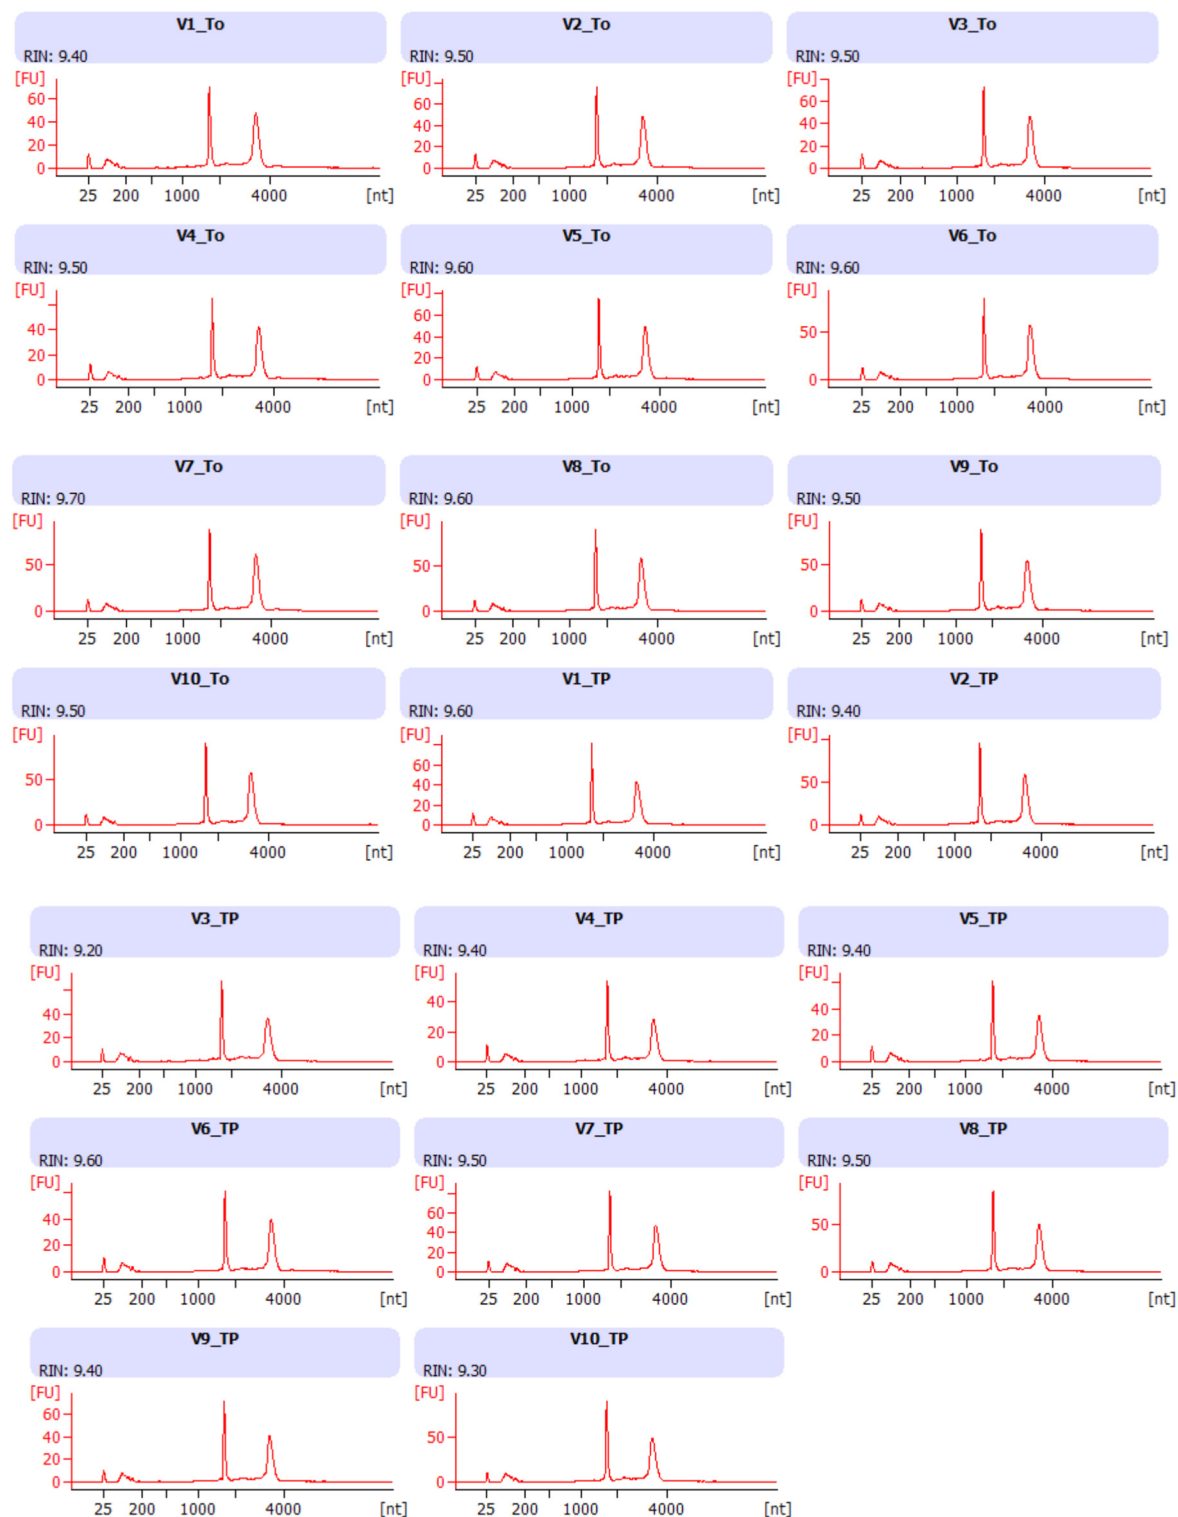 V1_To
RIN: 9.40
[FU]
60
40
20
0
25 200 1000 4000 [nt]
V2_To
RIN: 9.50
[FU]
60
40
20
0
25 200 1000 4000 [nt]
V3_To
RIN: 9.50
[FU]
60
40
20
0
25 200 1000 4000 [nt]
V4_To
RIN: 9.50
[FU]
40
20
0
25 200 1000 4000 [nt]
V5_To
RIN: 9.60
[FU]
60
40
20
0
25 200 1000 4000 [nt]
V6_To
RIN: 9.60
[FU]
50
0
25 200 1000 4000 [nt]
V7_To
RIN: 9.70
[FU]
50
0
25 200 1000 4000 [nt]
V8_To
RIN: 9.60
[FU]
50
0
25 200 1000 4000 [nt]
V9_To
RIN: 9.50
[FU]
50
0
25 200 1000 4000 [nt]
V10_To
RIN: 9.50
[FU]
50
0
25 200 1000 4000 [nt]
V1_TP
RIN: 9.60
[FU]
60
40
20
0
25 200 1000 4000 [nt]
V2_TP
RIN: 9.40
[FU]
50
0
25 200 1000 4000 [nt]
V3_TP
RIN: 9.20
[FU]
40
20
0
25 200 1000 4000 [nt]
V4_TP
RIN: 9.40
[FU]
40
20
0
25 200 1000 4000 [nt]
V5_TP
RIN: 9.40
[FU]
40
20
0
25 200 1000 4000 [nt]
V6_TP
RIN: 9.60
[FU]
40
20
0
25 200 1000 4000 [nt]
V7_TP
RIN: 9.50
[FU]
60
40
20
0
25 200 1000 4000 [nt]
V8_TP
RIN: 9.50
[FU]
50
0
25 200 1000 4000 [nt]
V9_TP
RIN: 9.40
[FU]
60
40
20
0
25 200 1000 4000 [nt]
V10_TP
RIN: 9.30
[FU]
50
0
25 200 1000 4000 [nt]